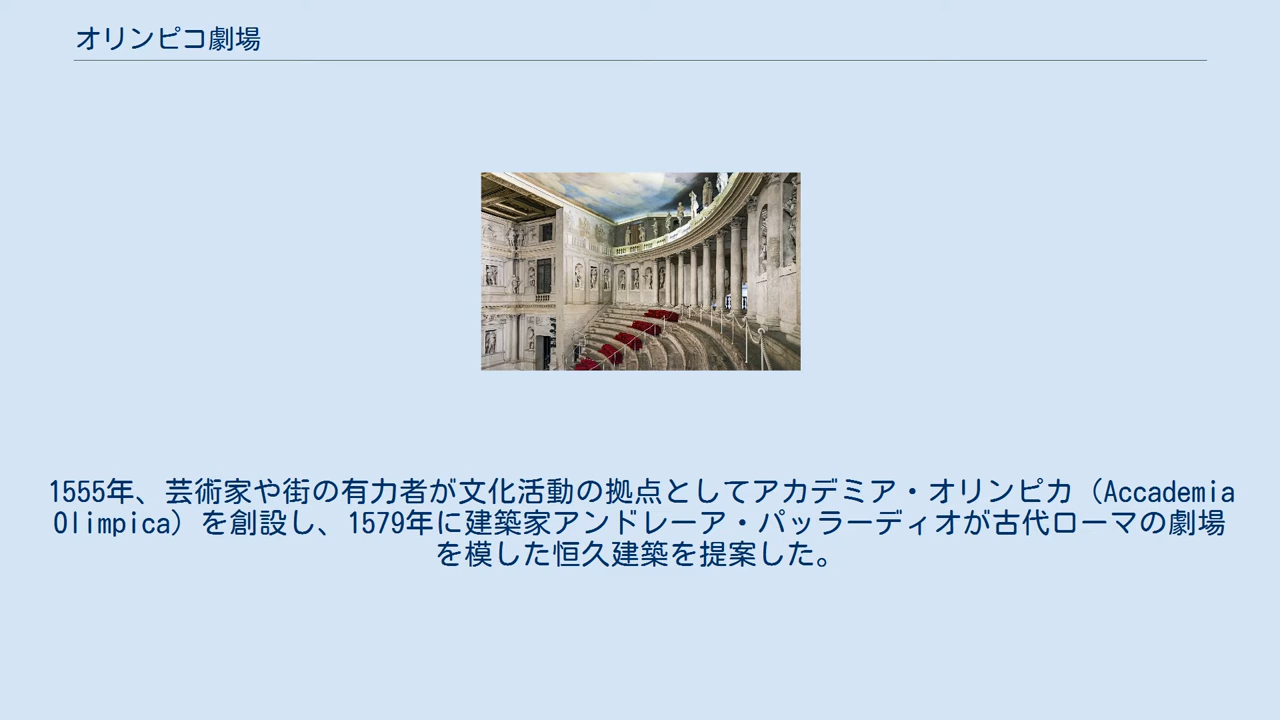 オリンピコ劇場
1555年、芸術家や街の有力者が文化活動の拠点としてアカデミア・オリンピカ（Accademia
Olimpica）を創設し、1579年に建築家アンドレーア・パッラーディオが古代ローマの劇場
を模した恒久建築を提案した。